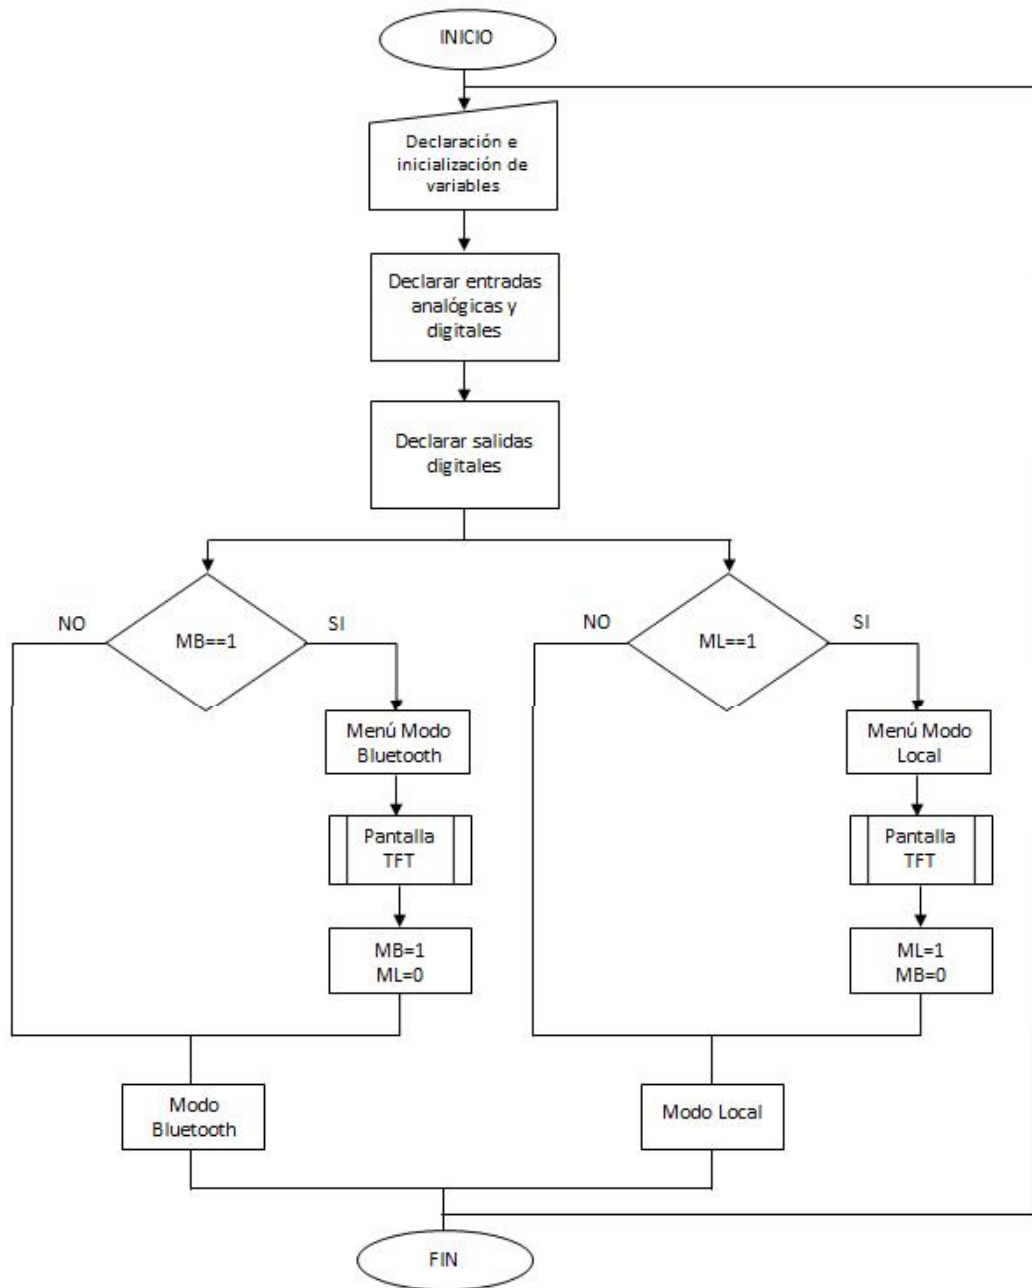 INICIO
Declaración e
inicialización de
variables
Declarar entradas
analógicas y
digitales
Declarar salidas
digitales
NO
MB==1
SI
NO
ML==1
SI
Menú Modo
Bluetooth
Menú Modo
Local
Pantalla
TFT
Pantalla
TFT
MB=1
ML=0
ML=1
MB=0
Modo
Bluetooth
Modo Local
FIN